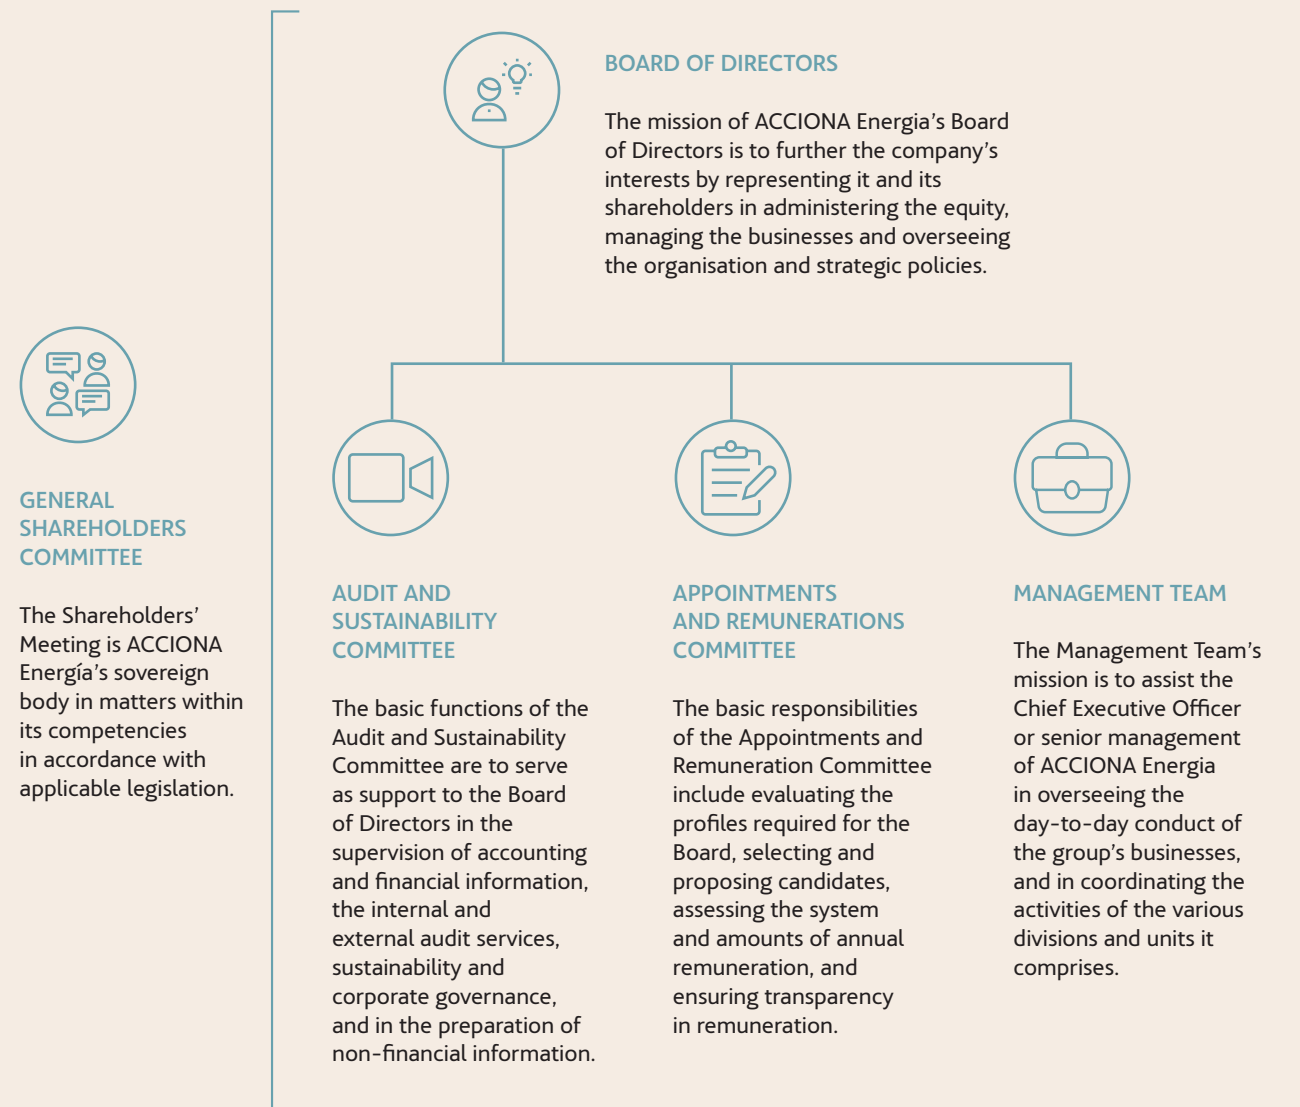 BOARD OF DIRECTORS
The mission of ACCIONA Energia’s Board
of Directors is to further the company’s
interests by representing it and its
shareholders in administering the equity,
managing the businesses and overseeing
the organisation and strategic policies.
GENERAL
SHAREHOLDERS
COMMITTEE
The Shareholders’
Meeting is ACCIONA
Energía’s sovereign
body in matters within
its competencies
in accordance with
applicable legislation.
AUDIT AND
SUSTAINABILITY
COMMITTEE
The basic functions of the
Audit and Sustainability
Committee are to serve
as support to the Board
of Directors in the
supervision of accounting
and financial information,
the internal and
external audit services,
sustainability and
corporate governance,
and in the preparation of
non-financial information.
APPOINTMENTS
AND REMUNERATIONS
COMMITTEE
The basic responsibilities
of the Appointments and
Remuneration Committee
include evaluating the
profiles required for the
Board, selecting and
proposing candidates,
assessing the system
and amounts of annual
remuneration, and
ensuring transparency
in remuneration.
MANAGEMENT TEAM
The Management Team’s
mission is to assist the
Chief Executive Officer
or senior management
of ACCIONA Energia
in overseeing the
day-to-day conduct of
the group’s businesses,
and in coordinating the
activities of the various
divisions and units it
comprises.